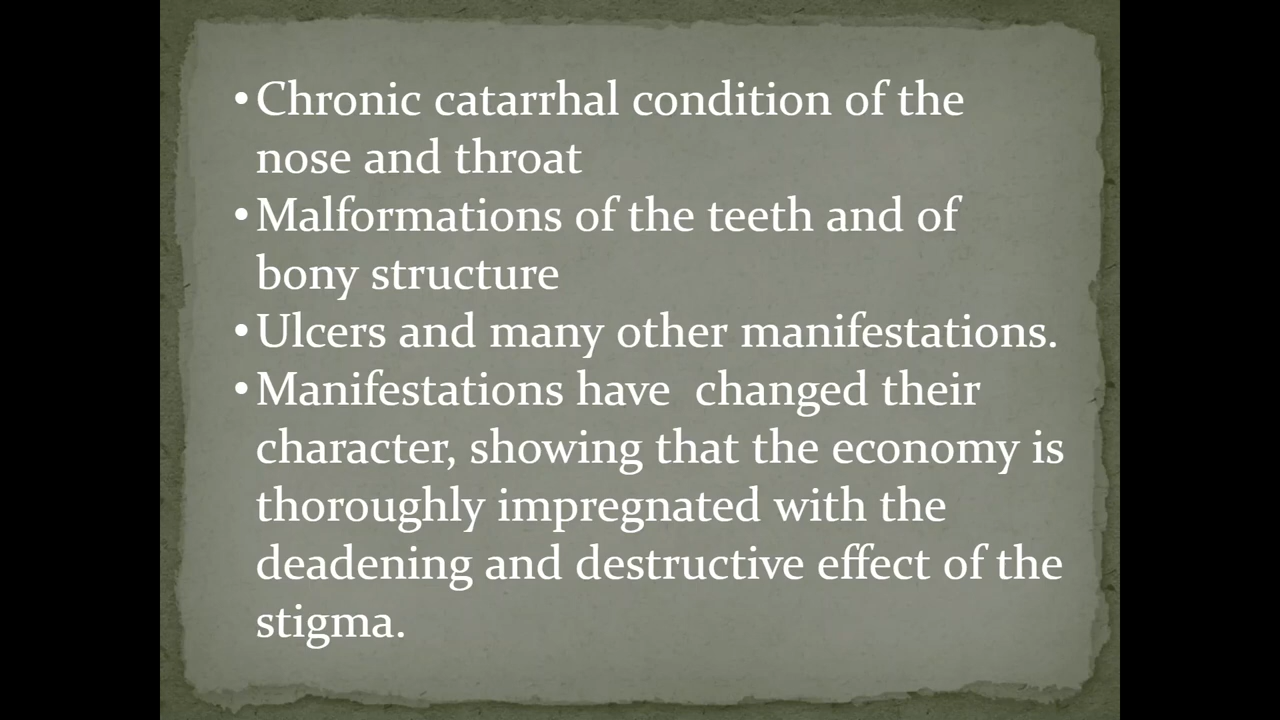 •Chronic catarrhal condition of the
nose and throat
•Malformations of the teeth and of
bony structure
•Ulcers and many other manifestations.
•Manifestations have  changed their
character, showing that the economy is
thoroughly impregnated with the
deadening and destructive effect of the
stigma.